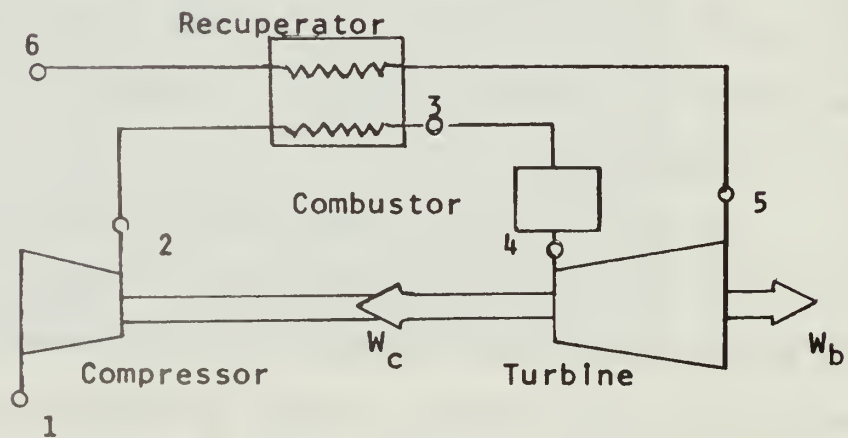 Recuperator
6
3
Combustor
5
2
4
W_c
W_b
Compressor
Turbine
1